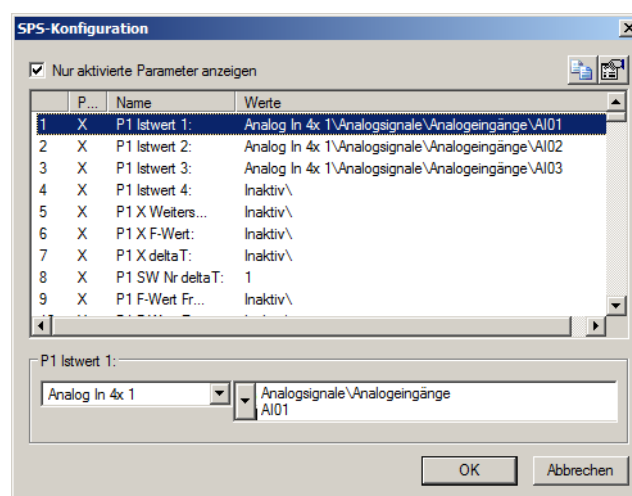 SPS-Konfiguration
Nur aktivierte Parameter anzeigen
P... Name Werte
1 X P1 Istwert 1: Analog In 4x 1\Analogsignale\Analogeingänge\AI01
2 X P1 Istwert 2: Analog In 4x 1\Analogsignale\Analogeingänge\AI02
3 X P1 Istwert 3: Analog In 4x 1\Analogsignale\Analogeingänge\AI03
4 X P1 Istwert 4: Inaktiv\
5 X P1 X Weiters... Inaktiv\
6 X P1 X F-Wert: Inaktiv\
7 X P1 X deltaT: Inaktiv\
8 X P1 SW Nr deltaT: 1
9 X P1 F-Wert Fr... Inaktiv\
P1 Istwert 1:
Analog In 4x 1
Analogsignale\Analogeingänge
AI01
OK Abbrechen